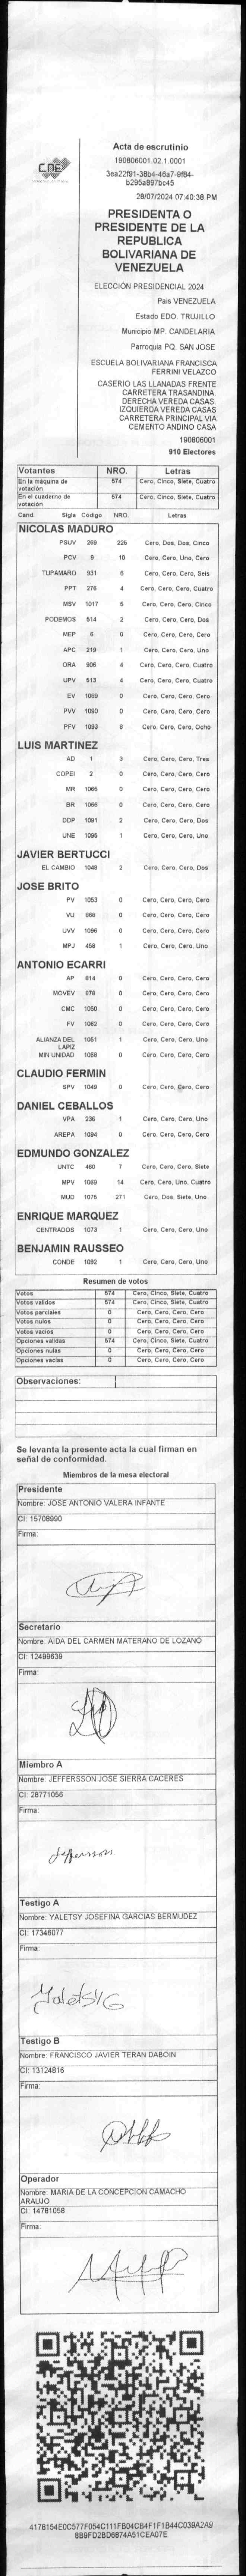 CNE
Acta de escrutinio
190806001.02.1.0001
3ea22f91-38b4-46a7-9f84-
b295a897bc45
28/07/2024 07:40:38 PM
PRESIDENTA O
PRESIDENTE DE LA
REPUBLICA
BOLIVARIANA DE
VENEZUELA
ELECCIÓN PRESIDENCIAL 2024
Pais VENEZUELA
Estado EDO. TRUJILLO
Municipio MP. CANDELARIA
Parroquia PQ. SAN JOSE
ESCUELA BOLIVARIANA FRANCISCA
FERRINI VELAZCO
CASERIO LAS LLANADAS FRENTE
CARRETERA TRASANDINA.
DERECHA VEREDA CASAS.
IZQUIERDA VEREDA CASAS
CARRETERA PRINCIPAL VIA
CEMENTO ANDINO CASA
190806001
910 Electores
Votantes NRO. Letras
En la máquina de votación 574 Cero, Cinco, Siete, Cuatro
En el cuaderno de votación 574 Cero, Cinco, Siete, Cuatro
Cand. Sigla Código NRO. Letras
NICOLAS MADURO
PSUV 269 225 Cero, Dos, Dos, Cinco
PCV 9 10 Cero, Cero, Uno, Cero
TUPAMARO 931 6 Cero, Cero, Cero, Seis
PPT 276 4 Cero, Cero, Cero, Cuatro
MSV 1017 5 Cero, Cero, Cero, Cinco
PODEMOS 514 2 Cero, Cero, Cero, Dos
MEP 6 0 Cero, Cero, Cero, Cero
APC 219 1 Cero, Cero, Cero, Uno
ORA 906 4 Cero, Cero, Cero, Cuatro
UPV 513 4 Cero, Cero, Cero, Cuatro
EV 1089 0 Cero, Cero, Cero, Cero
PVV 1090 0 Cero, Cero, Cero, Cero
PFV 1093 8 Cero, Cero, Cero, Ocho
LUIS MARTINEZ
AD 1 3 Cero, Cero, Cero, Tres
COPEI 2 0 Cero, Cero, Cero, Cero
MR 1065 0 Cero, Cero, Cero, Cero
BR 1066 0 Cero, Cero, Cero, Cero
DDP 1091 2 Cero, Cero, Cero, Dos
UNE 1095 1 Cero, Cero, Cero, Uno
JAVIER BERTUCCI
EL CAMBIO 1048 2 Cero, Cero, Cero, Dos
JOSE BRITO
PV 1053 0 Cero, Cero, Cero, Cero
VU 868 0 Cero, Cero, Cero, Cero
UVV 1096 0 Cero, Cero, Cero, Cero
MPJ 458 1 Cero, Cero, Cero, Uno
ANTONIO ECARRI
AP 814 0 Cero, Cero, Cero, Cero
MOVEV 878 0 Cero, Cero, Cero, Cero
CMC 1050 0 Cero, Cero, Cero, Cero
FV 1062 0 Cero, Cero, Cero, Cero
ALIANZA DEL LAPIZ 1051 1 Cero, Cero, Cero, Uno
MIN UNIDAD 1068 0 Cero, Cero, Cero, Cero
CLAUDIO FERMIN
SPV 1049 0 Cero, Cero, Cero, Cero
DANIEL CEBALLOS
VPA 236 1 Cero, Cero, Cero, Uno
AREPA 1094 0 Cero, Cero, Cero, Cero
EDMUNDO GONZALEZ
UNTC 460 7 Cero, Cero, Cero, Siete
MPV 1069 14 Cero, Cero, Uno, Cuatro
MUD 1076 271 Cero, Dos, Siete, Uno
ENRIQUE MARQUEZ
CENTRADOS 1073 1 Cero, Cero, Cero, Uno
BENJAMIN RAUSSEO
CONDE 1092 1 Cero, Cero, Cero, Uno
Resumen de votos
Votos 574 Cero, Cinco, Siete, Cuatro
Votos validos 574 Cero, Cinco, Siete, Cuatro
Votos parciales 0 Cero, Cero, Cero, Cero
Votos nulos 0 Cero, Cero, Cero, Cero
Votos vacios 0 Cero, Cero, Cero, Cero
Opciones validas 574 Cero, Cinco, Siete, Cuatro
Opciones nulas 0 Cero, Cero, Cero, Cero
Opciones vacias 0 Cero, Cero, Cero, Cero
Observaciones:
Se levanta la presente acta la cual firman en
señal de conformidad.
Miembros de la mesa electoral
Presidente
Nombre: JOSE ANTONIO VALERA INFANTE
CI: 15708990
Firma:
Secretario
Nombre: AIDA DEL CARMEN MATERANO DE LOZANO
CI: 12499639
Firma:
Miembro A
Nombre: JEFFERSSON JOSE SIERRA CACERES
CI: 28771056
Firma:
Jefferson
Testigo A
Nombre: YALETSY JOSEFINA GARCIAS BERMUDEZ
CI: 17346077
Firma:
Yaletsy G
Testigo B
Nombre: FRANCISCO JAVIER TERAN DABOIN
CI: 13124816
Firma:
Operador
Nombre: MARIA DE LA CONCEPCION CAMACHO
ARAUJO
CI: 14781058
Firma:
4178154E0C577F054C111FB04CB4F1F1B44C039A2A9
8B9FD2BD6874A51CEA07E